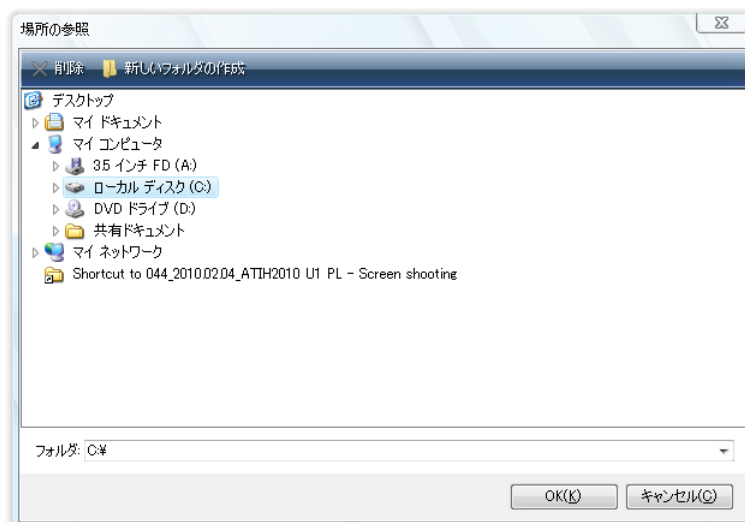 場所の参照
削除 新しいフォルダの作成
デスクトップ
マイ ドキュメント
マイ コンピュータ
3.5 インチ FD (A:)
ローカル ディスク (C:)
DVD ドライブ (D:)
共有ドキュメント
マイ ネットワーク
Shortcut to 044_2010.02.04_ATIH2010 U1 PL - Screen shooting
フォルダ: C:¥
OK(K) キャンセル(C)